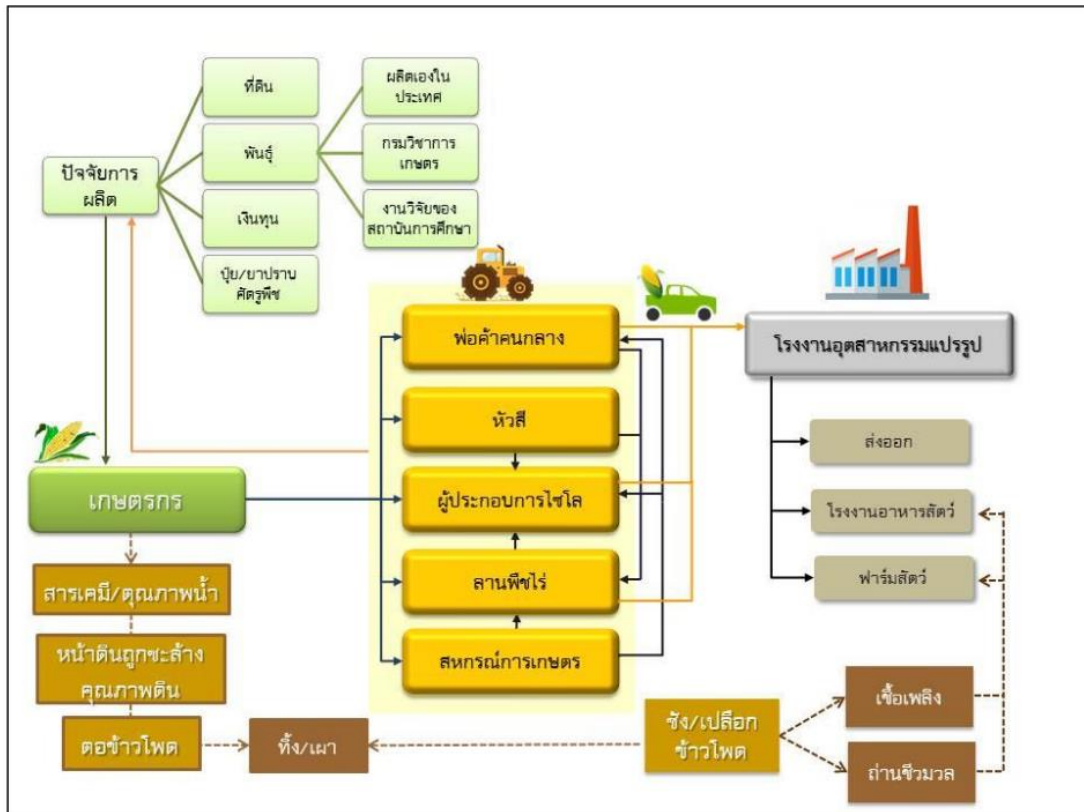 ที่ดิน
ผลิตเองใน
ประเทศ
พันธุ์
กรมวิชาการ
เกษตร
ปัจจัยการ
ผลิต
เงินทุน
งานวิจัยของ
สถาบันการศึกษา
ปุ๋ย/ยาปราบ
ศัตรูพืช
พ่อค้าคนกลาง
โรงงานอุตสาหกรรมแปรรูป
หัวสี
ส่งออก
เกษตรกร
ผู้ประกอบการไซโล
โรงงานอาหารสัตว์
ลานพืชไร่
ฟาร์มสัตว์
สารเคมี/ตุณภาพน้ำ
สหกรณ์การเกษตร
หน้าดินถูกชะล้าง
คุณภาพดิน
เชื้อเพลิง
ตอข้าวโพด
ทิ้ง/เผา
ซัง/เปลือก
ข้าวโพด
ถ่านชีวมวล